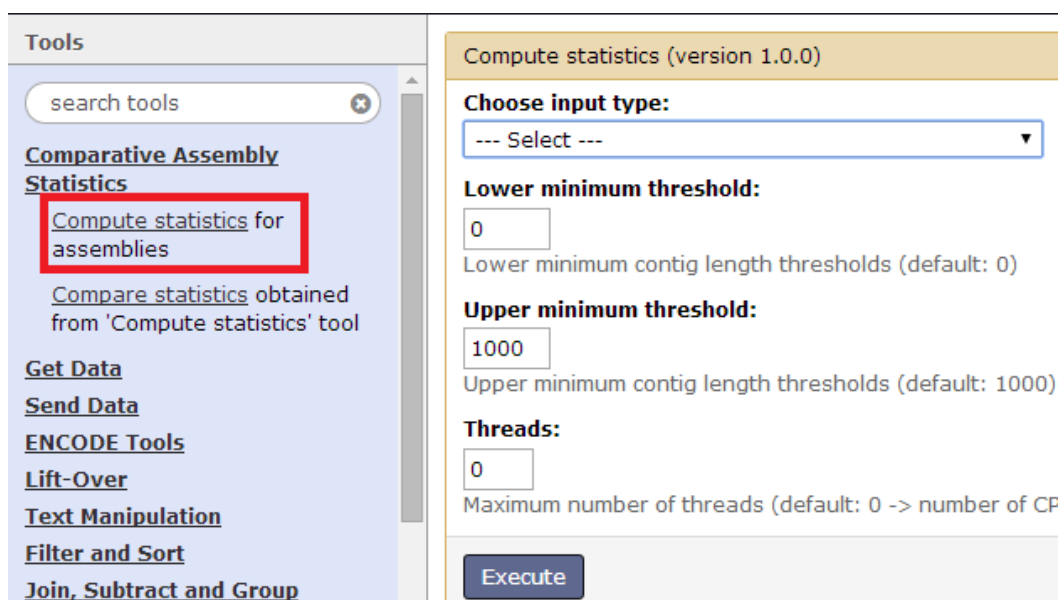 Tools
search tools
Comparative Assembly
Statistics
Compute statistics for
assemblies
Compare statistics obtained
from 'Compute statistics' tool
Get Data
Send Data
ENCODE Tools
Lift-Over
Text Manipulation
Filter and Sort
Join, Subtract and Group
Compute statistics (version 1.0.0)
Choose input type:
--- Select ---
Lower minimum threshold:
0
Lower minimum contig length thresholds (default: 0)
Upper minimum threshold:
1000
Upper minimum contig length thresholds (default: 1000)
Threads:
0
Maximum number of threads (default: 0 -> number of CP
Execute